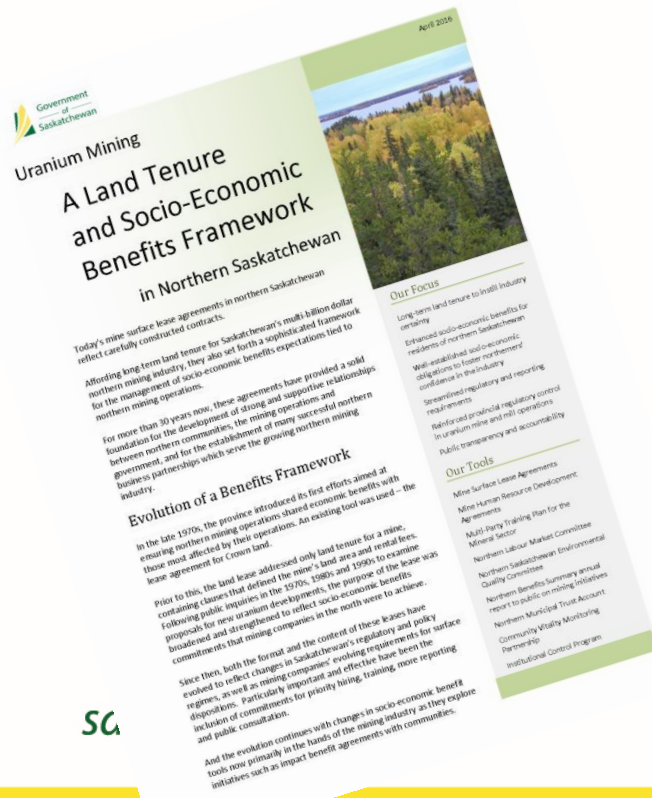 April 2016
Government
of
Saskatchewan
Uranium Mining
A Land Tenure
and Socio-Economic
Benefits Framework
in Northern Saskatchewan
Today's mine surface lease agreements in northern Saskatchewan
reflect carefully constructed contracts.
Affording long-term land tenure for Saskatchewan's multi-billion dollar
northern mining industry, they also set forth a sophisticated framework
for the management of socio-economic benefits expectations tied to
northern mining operations.
For more than 30 years now, these agreements have provided a solid
foundation for the development of strong and supportive relationships
between northern communities, the mining operations and
government, and for the establishment of many successful northern
business partnerships which serve the growing northern mining
industry.
Evolution of a Benefits Framework
In the late 1970s, the province introduced its first efforts aimed at
ensuring northern mining operations shared economic benefits with
those most affected by their operations. An existing tool was used – the
lease agreement for Crown land.
Prior to this, the land lease addressed only land tenure for a mine,
containing clauses that defined the mine's land area and rental fees.
Following public inquiries in the 1970s, 1980s and 1990s to examine
proposals for new uranium developments, the purpose of the lease was
broadened and strengthened to reflect socio-economic benefits
commitments that mining companies in the north were to achieve.
Since then, both the format and the content of these leases have
evolved to reflect changes in Saskatchewan's regulatory and policy
regimes, as well as mining companies' evolving requirements for surface
dispositions. Particularly important and effective have been the
inclusion of commitments for priority hiring, training, more reporting
and public consultation.
And the evolution continues with changes in socio-economic benefit
tools now primarily in the hands of the mining industry as they explore
initiatives such as impact benefit agreements with communities.
Our Focus
Long-term land tenure to instill industry
certainty
Enhanced socio-economic benefits for
residents of northern Saskatchewan
Well-established socio-economic
obligations to foster northerners'
confidence in the industry
Streamlined regulatory and reporting
requirements
Reinforced provincial regulatory control
in uranium mine and mill operations
Public transparency and accountability
Our Tools
Mine Surface Lease Agreements
Mine Human Resource Development
Agreements
Multi-Party Training Plan for the
Mineral Sector
Northern Labour Market Committee
Northern Saskatchewan Environmental
Quality Committee
Northern Benefits Summary annual
report to public on mining initiatives
Northern Municipal Trust Account
Community Vitality Monitoring
Partnership
Institutional Control Program